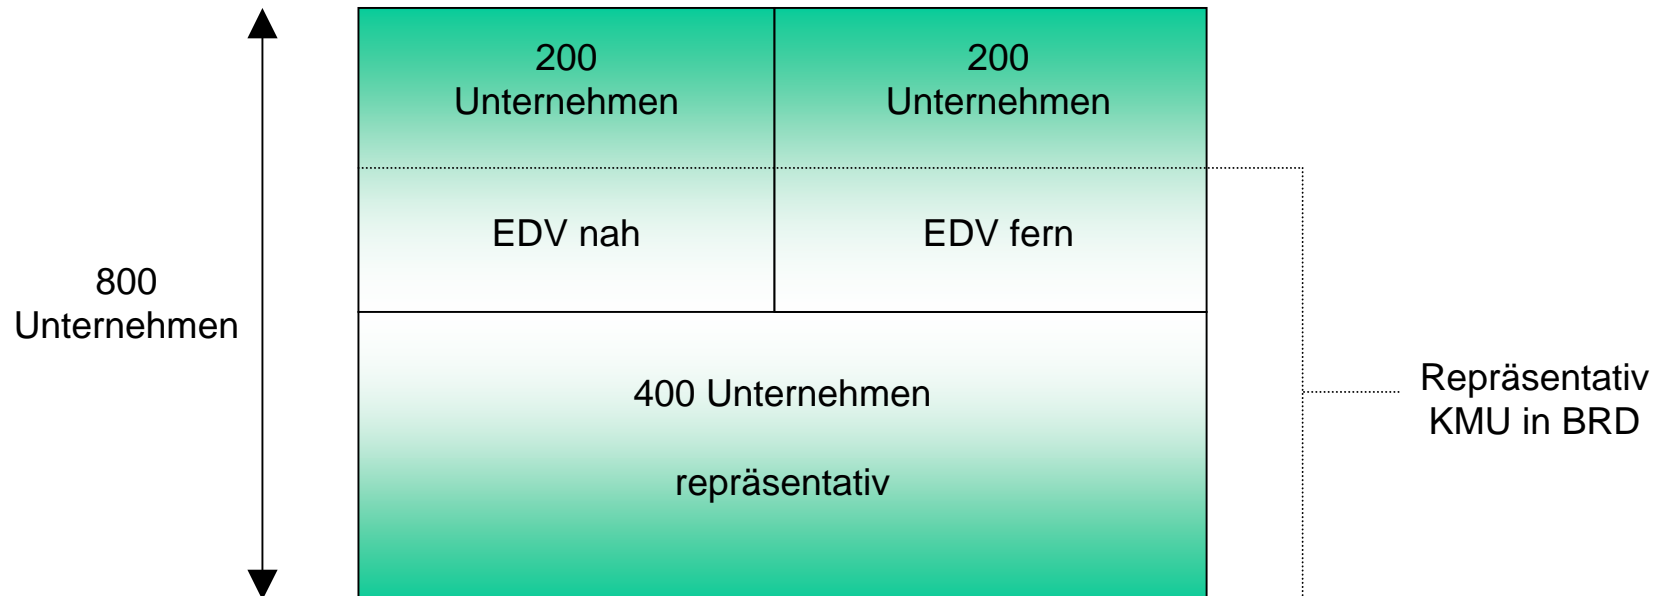 200
Unternehmen
200
Unternehmen
EDV nah
EDV fern
800
Unternehmen
400 Unternehmen
repräsentativ
Repräsentativ
KMU in BRD